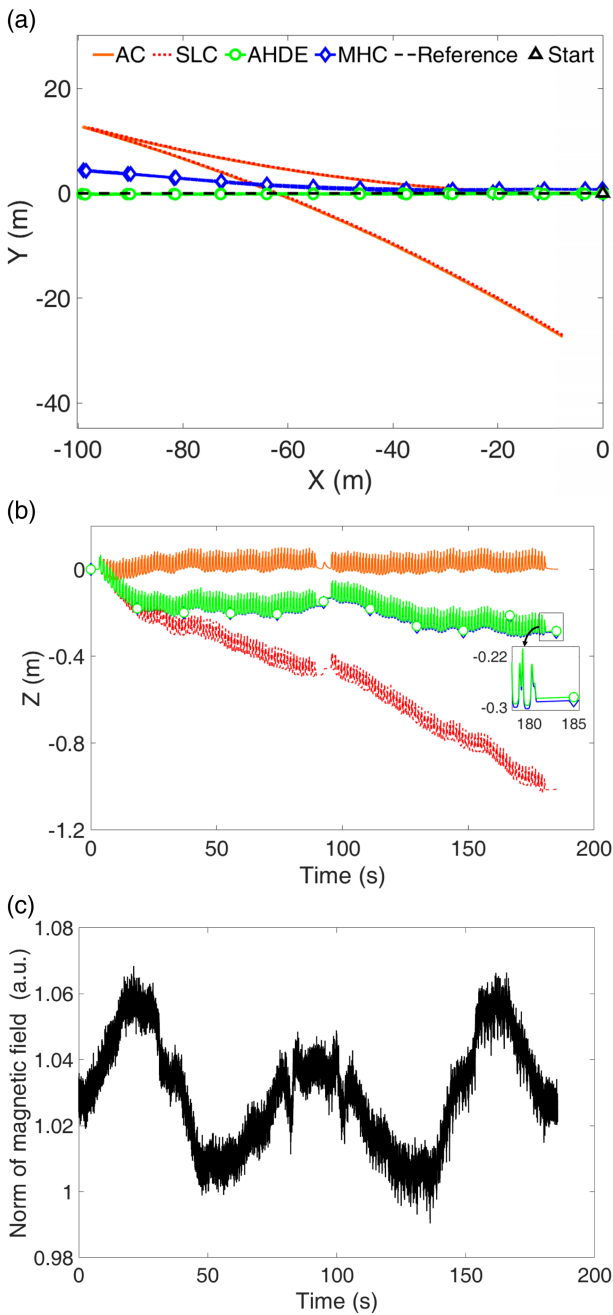 (a)
AC SLC AHDE MHC Reference Start
20
0
-20
-40
Y (m)
-100 -80 -60 -40 -20 0
X (m)
(b)
0
-0.4
-0.8
-1.2
Z (m)
-0.22
-0.3
180 185
0 50 100 150 200
Time (s)
(c)
1.08
1.06
1.04
1.02
1
0.98
Norm of magnetic field (a.u.)
0 50 100 150 200
Time (s)